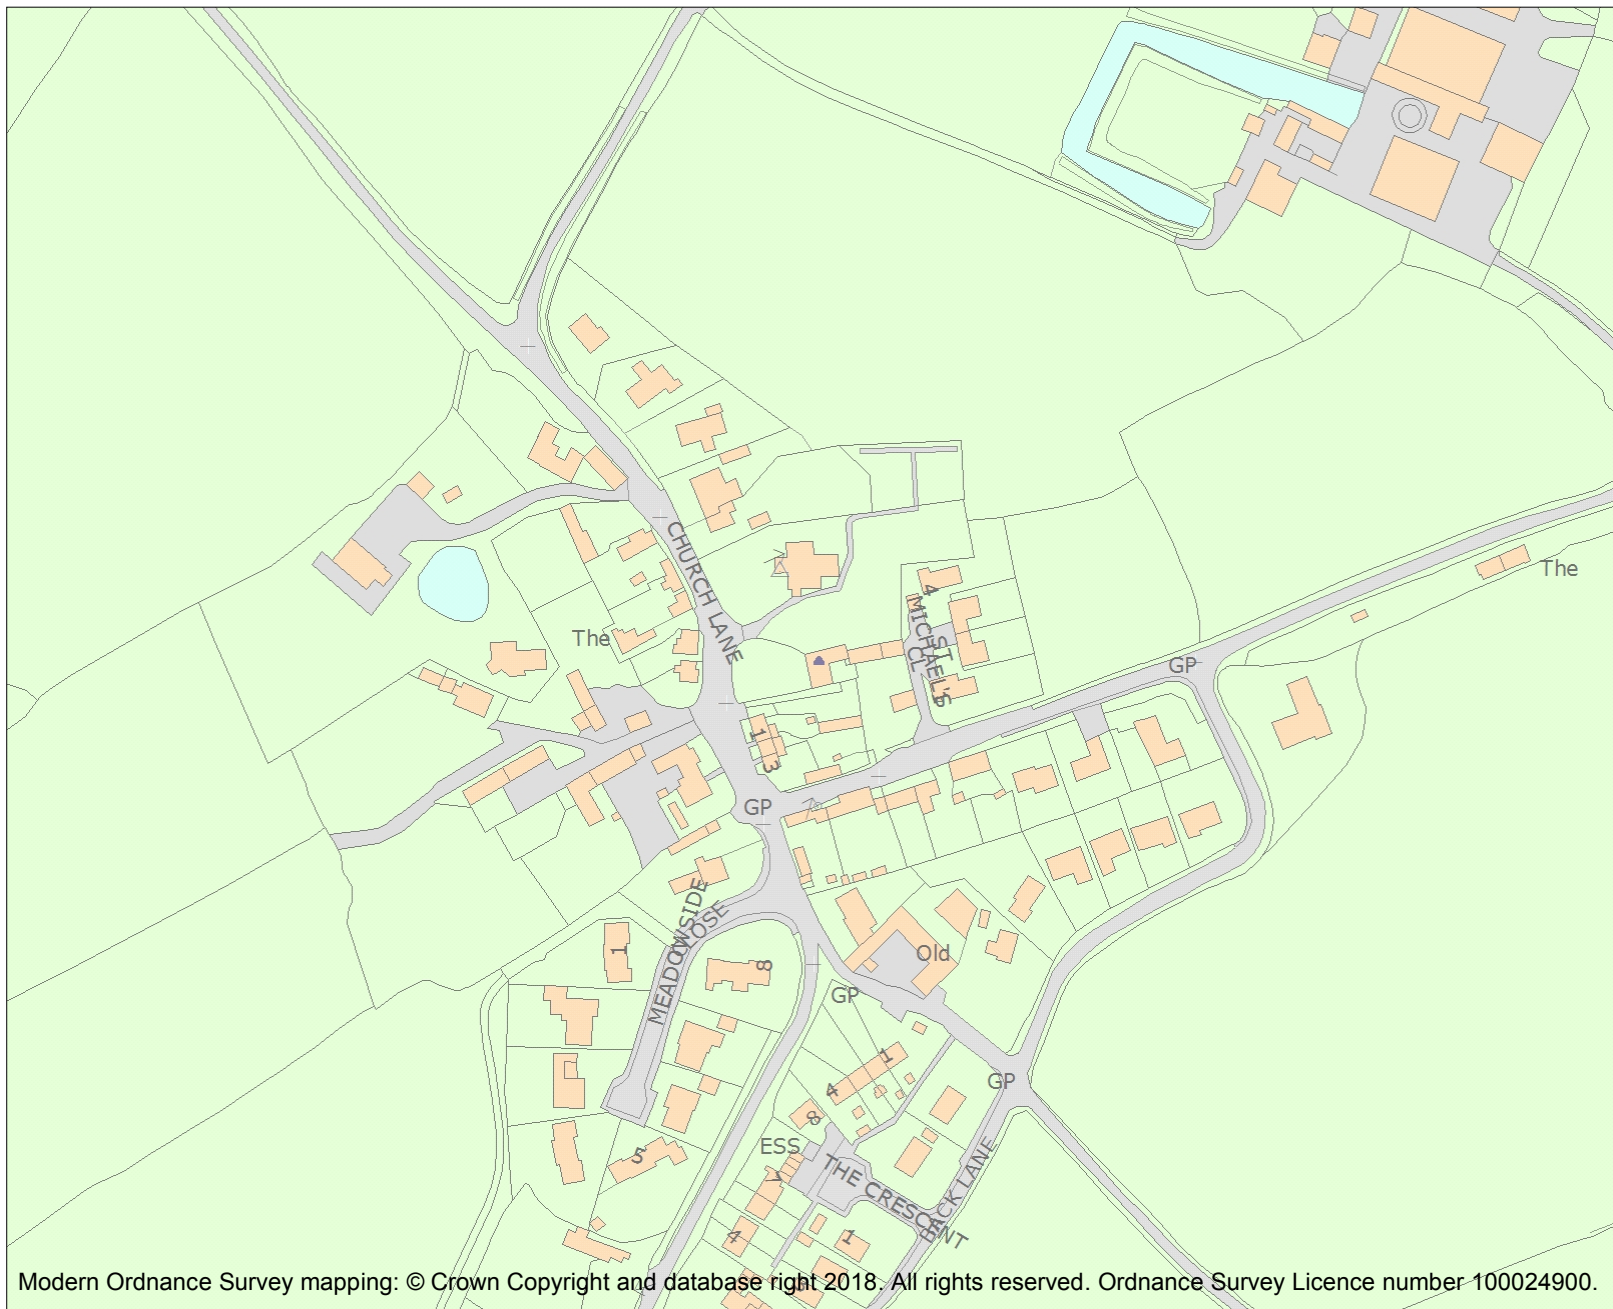 The
CHURCH LANE
The
4
ST
MICHAEL'S
CL
GP
1
3
GP
MEADOWSIDE
CLOSE
1
8
Old
GP
1
4
GP
8
ESS
5
7
THE CRESCENT
BACK LANE
4
1
Modern Ordnance Survey mapping: © Crown Copyright and database right 2018. All rights reserved. Ordnance Survey Licence number 100024900.